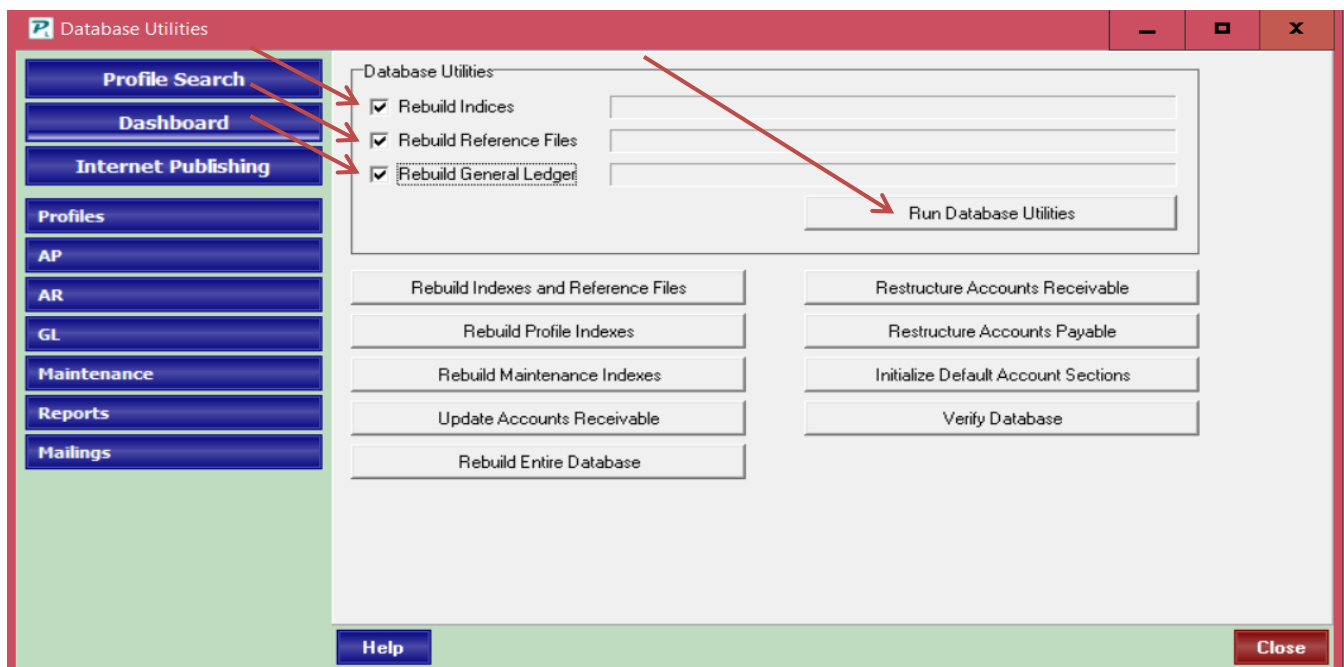 Database Utilities
Profile Search
Dashboard
Internet Publishing
Profiles
AP
AR
GL
Maintenance
Reports
Mailings
Database Utilities
Rebuild Indices
Rebuild Reference Files
Rebuild General Ledger
Run Database Utilities
Rebuild Indexes and Reference Files
Restructure Accounts Receivable
Rebuild Profile Indexes
Restructure Accounts Payable
Rebuild Maintenance Indexes
Initialize Default Account Sections
Update Accounts Receivable
Verify Database
Rebuild Entire Database
Help
Close